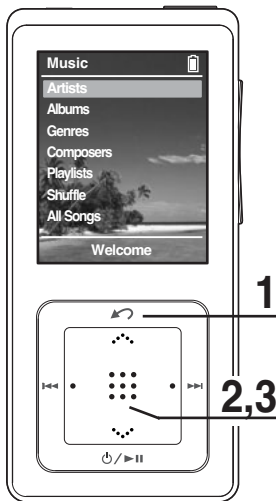 Music
Artists
Albums
Genres
Composers
Playlists
Shuffle
All Songs
Welcome
1
2,3